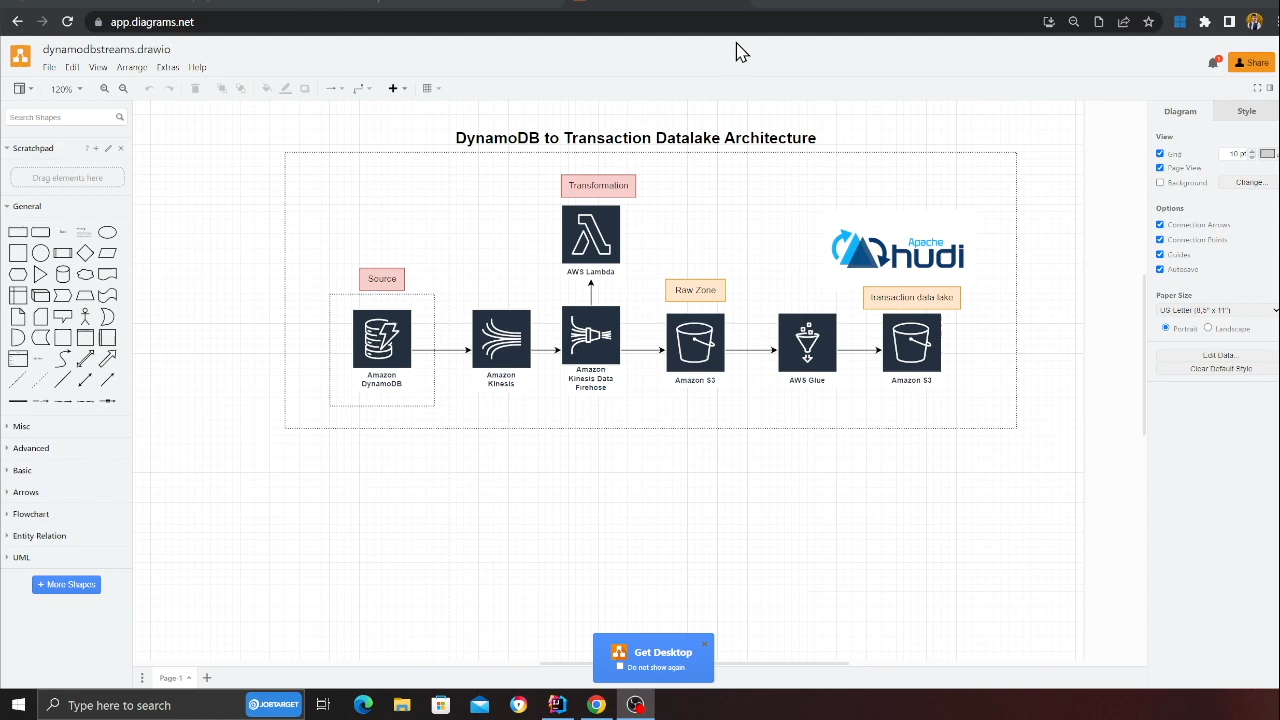 app.diagrams.net
dynamodbstreams.drawio
File Edit View Arrange Extras Help
Share
120%
Search Shapes
Scratchpad
Drag elements here
General
Misc
Advanced
Basic
Arrows
Flowchart
Entity Relation
UML
+ More Shapes
DynamoDB to Transaction Datalake Architecture
Transformation
AWS Lambda
Apache
hudi
Source
Raw Zone
transaction data lake
Amazon
DynamoDB
Amazon
Kinesis
Amazon
Kinesis Data
Firehose
Amazon S3
AWS Glue
Amazon S3
Diagram Style
View
Grid 10 pt
Page View
Background Change...
Options
Connection Arrows
Connection Points
Guides
Autosave
Paper Size
US-Letter (8,5" x 11")
Portrait Landscape
Edit Data...
Clear Default Style
Get Desktop
Do not show again
Page-1
Type here to search
JOBTARGET